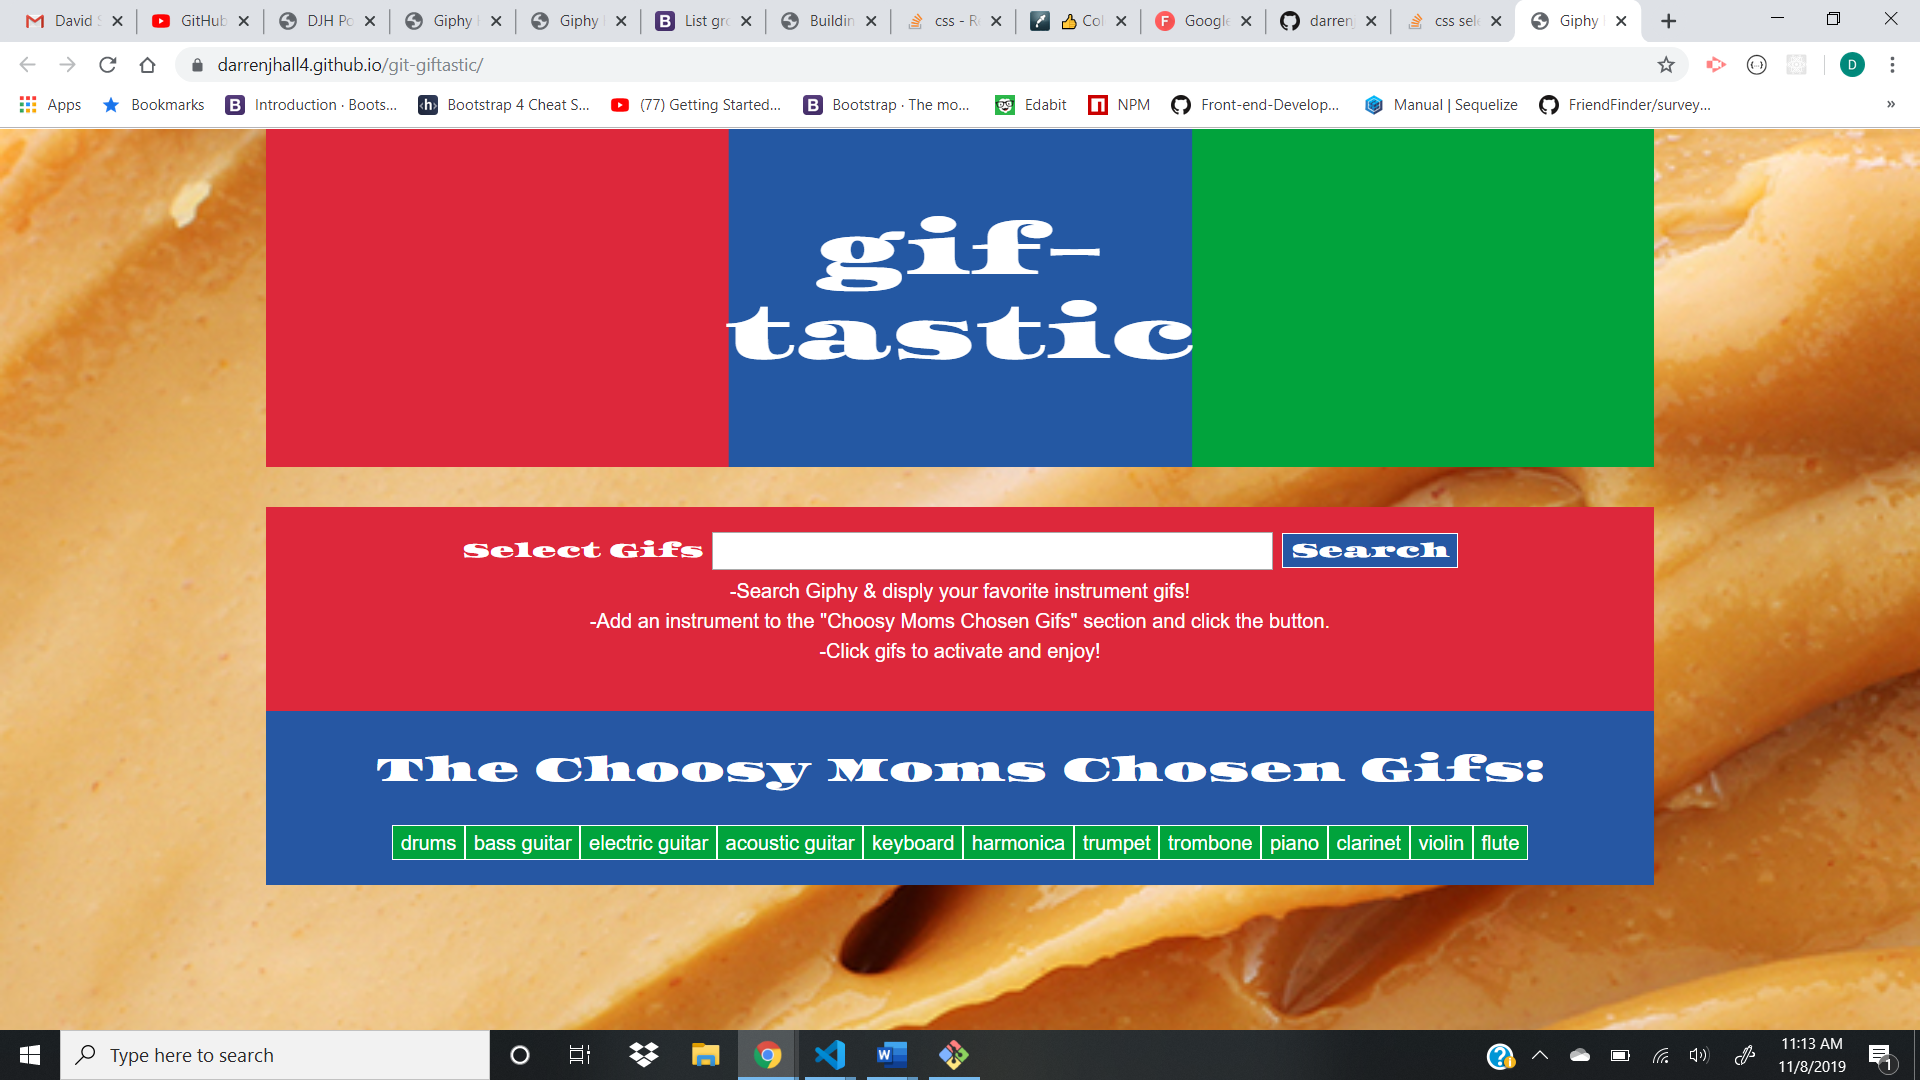 David S
GitHub
DJH Po
Giphy
Giphy
List gro
Buildin
css - R
👍 Col
Google
darren
css sele
Giphy
darrenjhall4.github.io/git-giftastic/
D
Apps
Bookmarks
Introduction · Boots...
Bootstrap 4 Cheat S...
(77) Getting Started...
Bootstrap · The mo...
Edabit
NPM
Front-end-Develop...
Manual | Sequelize
FriendFinder/survey...
»
gif-
tastic
Select Gifs
Search
-Search Giphy & disply your favorite instrument gifs!
-Add an instrument to the "Choosy Moms Chosen Gifs" section and click the button.
-Click gifs to activate and enjoy!
The Choosy Moms Chosen Gifs:
drums bass guitar electric guitar acoustic guitar keyboard harmonica trumpet trombone piano clarinet violin flute
Type here to search
11:13 AM
11/8/2019
1